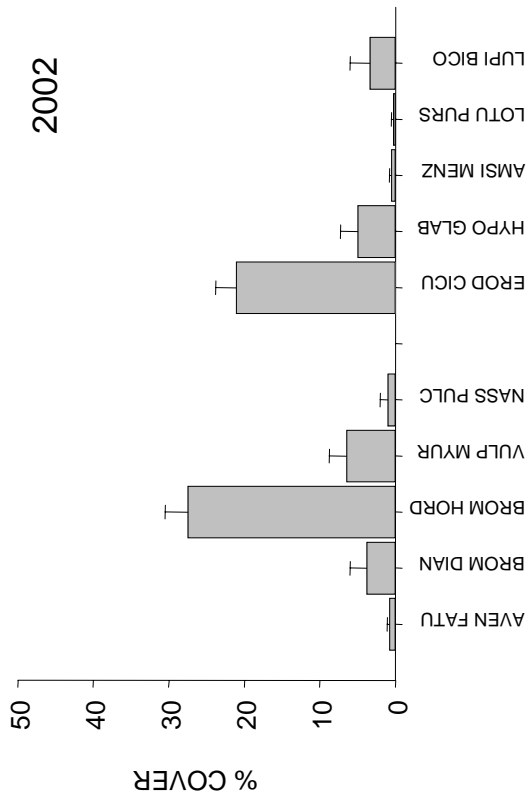 2002
% COVER
50
40
30
20
10
0
AVEN FATU
BROM DIAN
BROM HORD
VULP MYUR
NASS PULC
EROD CICU
HYPO GLAB
AMSI MENZ
LOTU PURS
LUPI BICO